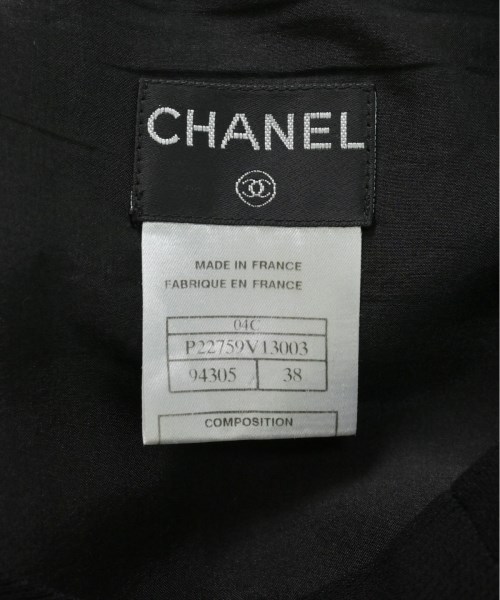 CHANEL
MADE IN FRANCE
FABRIQUE EN FRANCE
04C
P22759V13003
94305 38
COMPOSITION